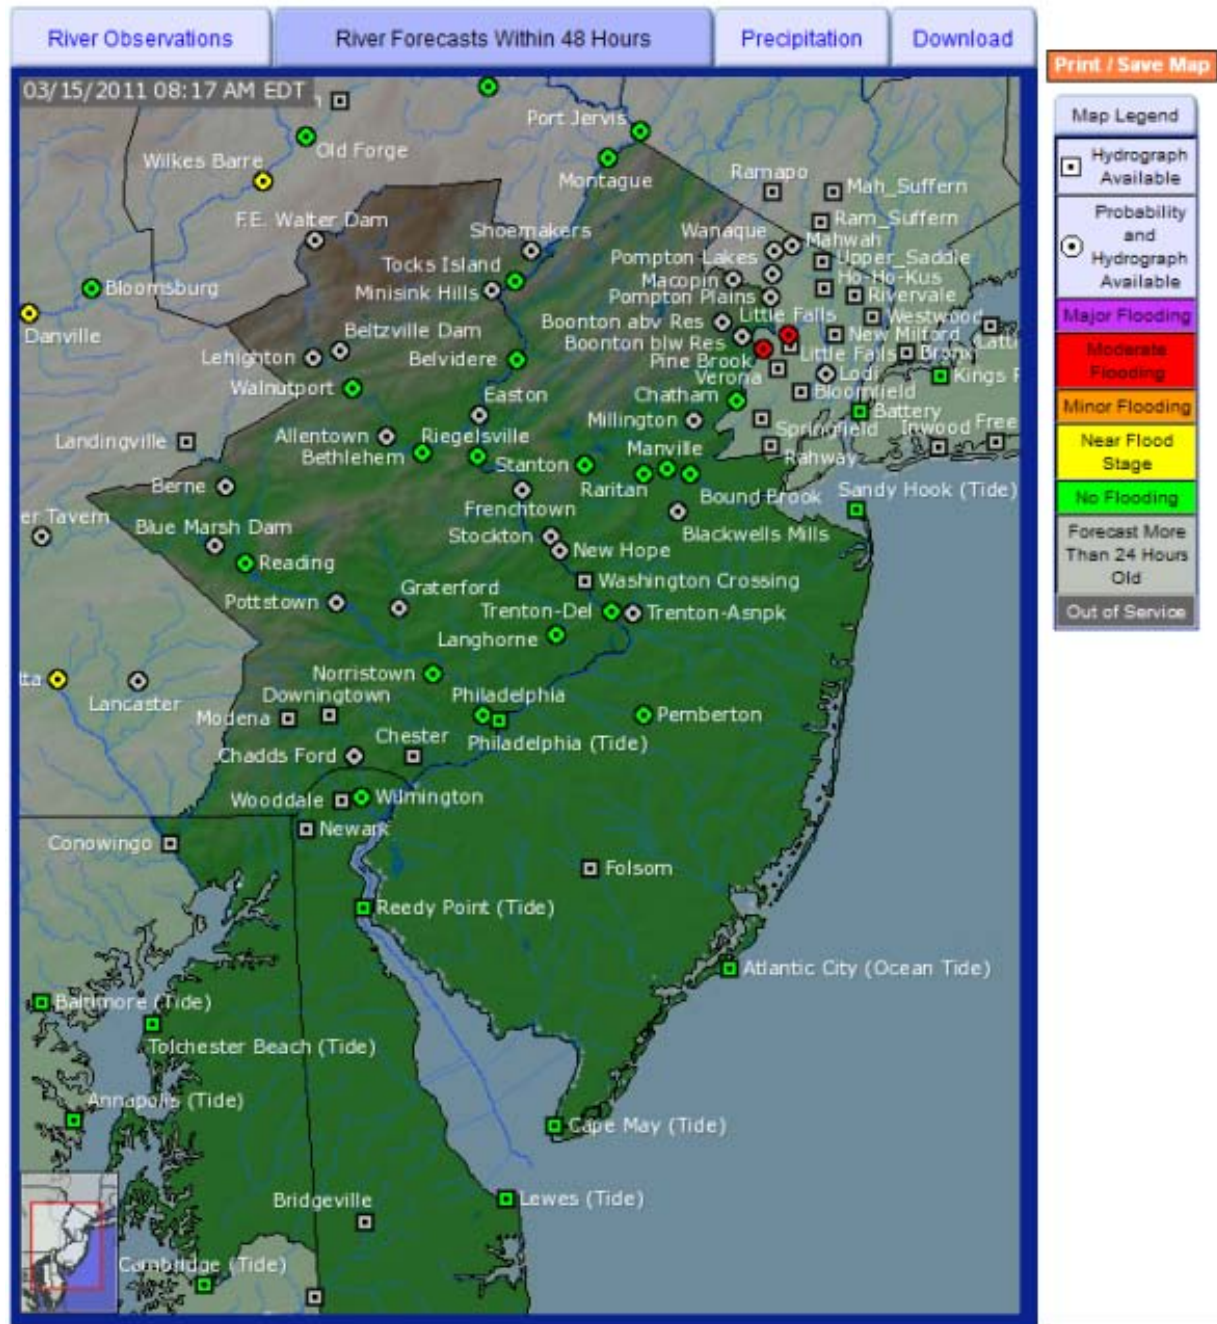 River Observations
River Forecasts Within 48 Hours
Precipitation
Download
Print / Save Map
03/15/2011 08:17 AM EDT
Map Legend
Hydrograph
Available
Probability
and
Hydrograph
Available
Major Flooding
Moderate
Flooding
Minor Flooding
Near Flood
Stage
No Flooding
Forecast More
Than 24 Hours
Old
Out of Service
Port Jervis
Old Forge
Wilkes Barre
Montague
Ramapo
Mah_Suffern
F.E. Walter Dam
Ram_Suffern
Shoemakers
Wanaque
Mahwah
Tocks Island
Pompton Lakes
Upper_Saddle
Bloomsburg
Minisink Hills
Macopin
Ho-Ho-Kus
Pompton Plains
Rivervale
Danville
Beltzville Dam
Boonton abv Res
Little Falls
Westwood
Boonton blw Res
New Milford
Latti
Lehighton
Belvidere
Pine Brook
Little Falls
Bronx
Walnutport
Verona
Lodi
Kings P
Easton
Chatham
Bloomfield
Allentown
Riegelsville
Millington
Battery
Landingville
Bethlehem
Stanton
Manville
Springfield
Inwood
Free
Rahway
Berne
Raritan
Bound Brook
Sandy Hook (Tide)
er Tavern
Frenchtown
Blue Marsh Dam
Stockton
Blackwells Mills
New Hope
Reading
Washington Crossing
Pottstown
Graterford
Trenton-Del
Trenton-Asnpk
Langhorne
Norristown
tta
Lancaster
Downingtown
Philadelphia
Modena
Pemberton
Chester
Philadelphia (Tide)
Chadds Ford
Wooddale
Wilmington
Newark
Conowingo
Folsom
Reedy Point (Tide)
Atlantic City (Ocean Tide)
Baltimore (Tide)
Tolchester Beach (Tide)
Annapolis (Tide)
Cape May (Tide)
Bridgeville
Lewes (Tide)
Cambridge (Tide)